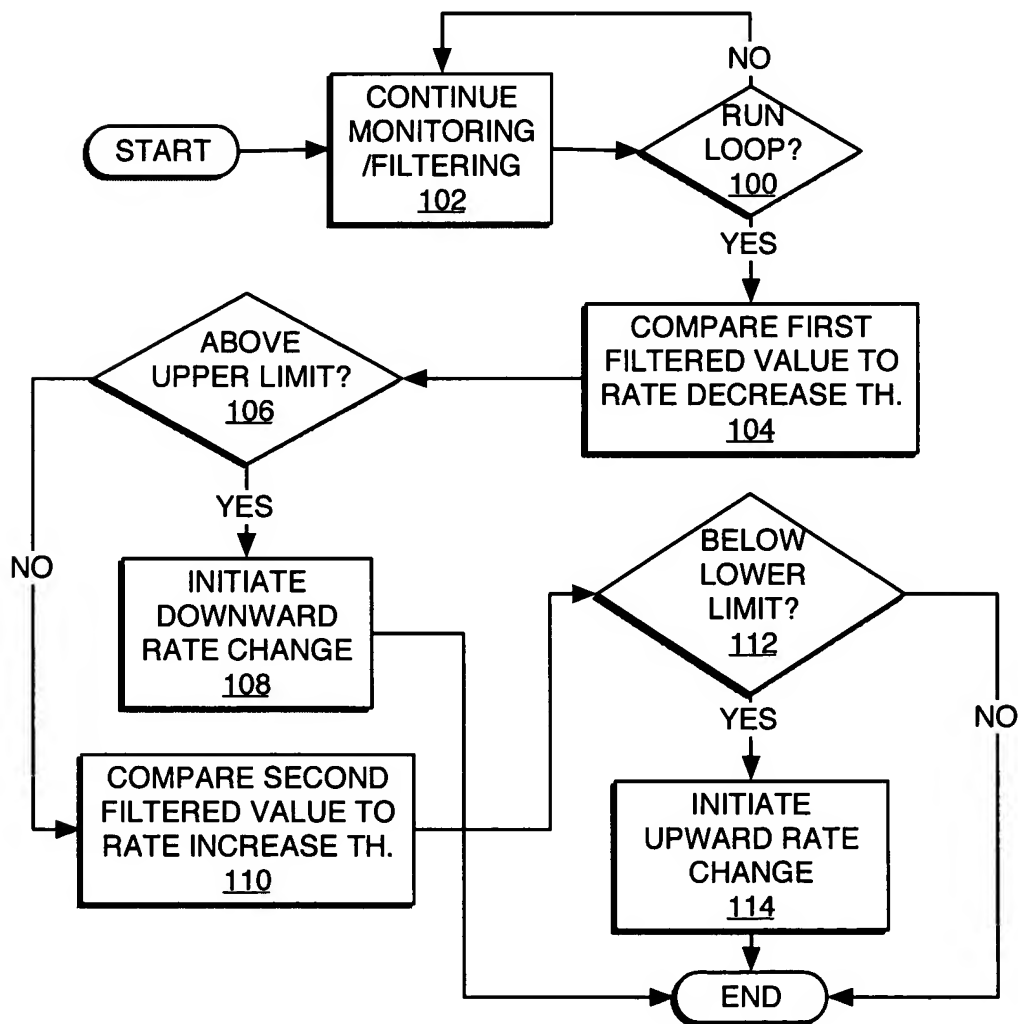 START
CONTINUE
MONITORING
/FILTERING
102
NO
RUN
LOOP?
100
YES
COMPARE FIRST
FILTERED VALUE TO
RATE DECREASE TH.
104
ABOVE
UPPER LIMIT?
106
YES
NO
INITIATE
DOWNWARD
RATE CHANGE
108
COMPARE SECOND
FILTERED VALUE TO
RATE INCREASE TH.
110
BELOW
LOWER
LIMIT?
112
YES
NO
INITIATE
UPWARD RATE
CHANGE
114
END